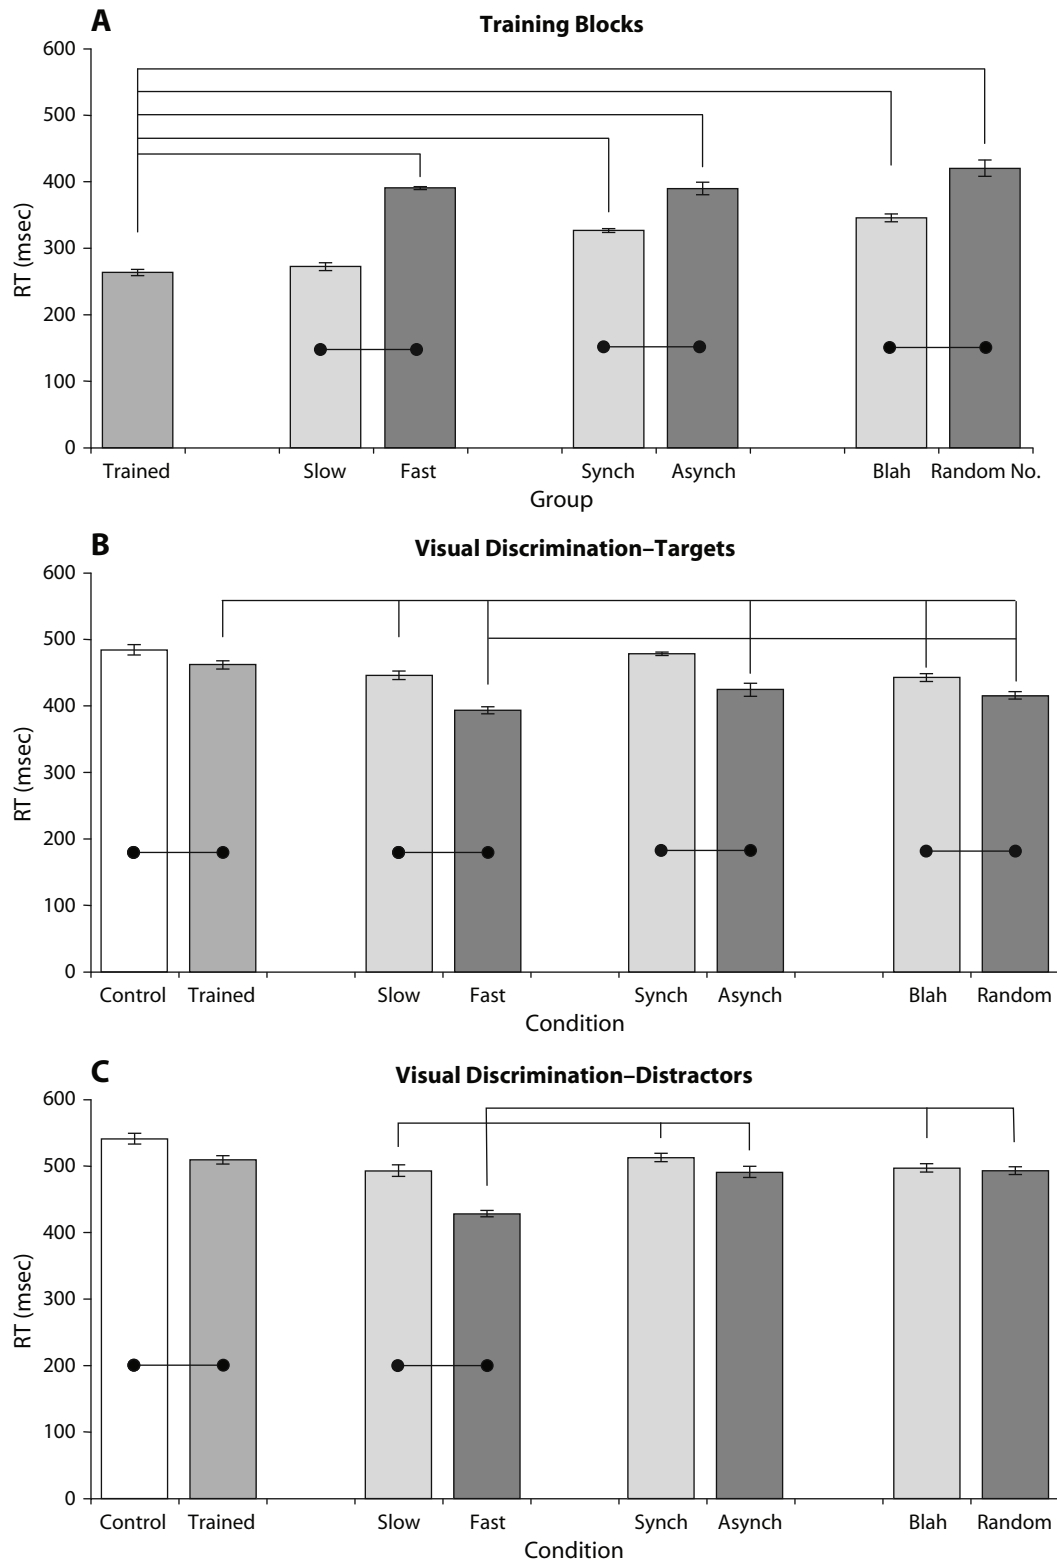 A
Training Blocks
600
500
400
300
200
100
0
RT (msec)
Trained Slow Fast Synch Asynch Blah Random No.
Group
B
Visual Discrimination–Targets
600
500
400
300
200
100
0
RT (msec)
Control Trained Slow Fast Synch Asynch Blah Random
Condition
C
Visual Discrimination–Distractors
600
500
400
300
200
100
0
RT (msec)
Control Trained Slow Fast Synch Asynch Blah Random
Condition